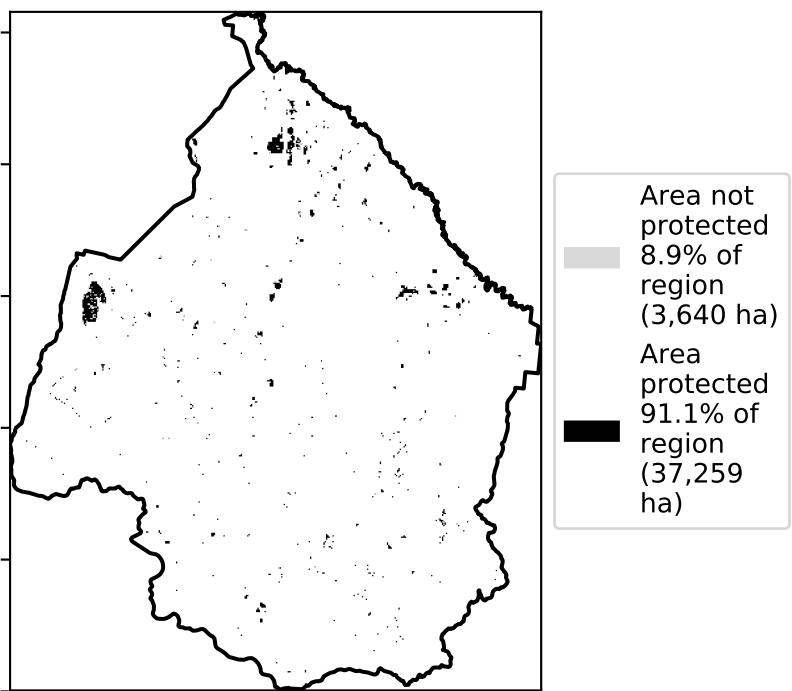 Area not
protected
8.9% of
region
(3,640 ha)
Area
protected
91.1% of
region
(37,259
ha)